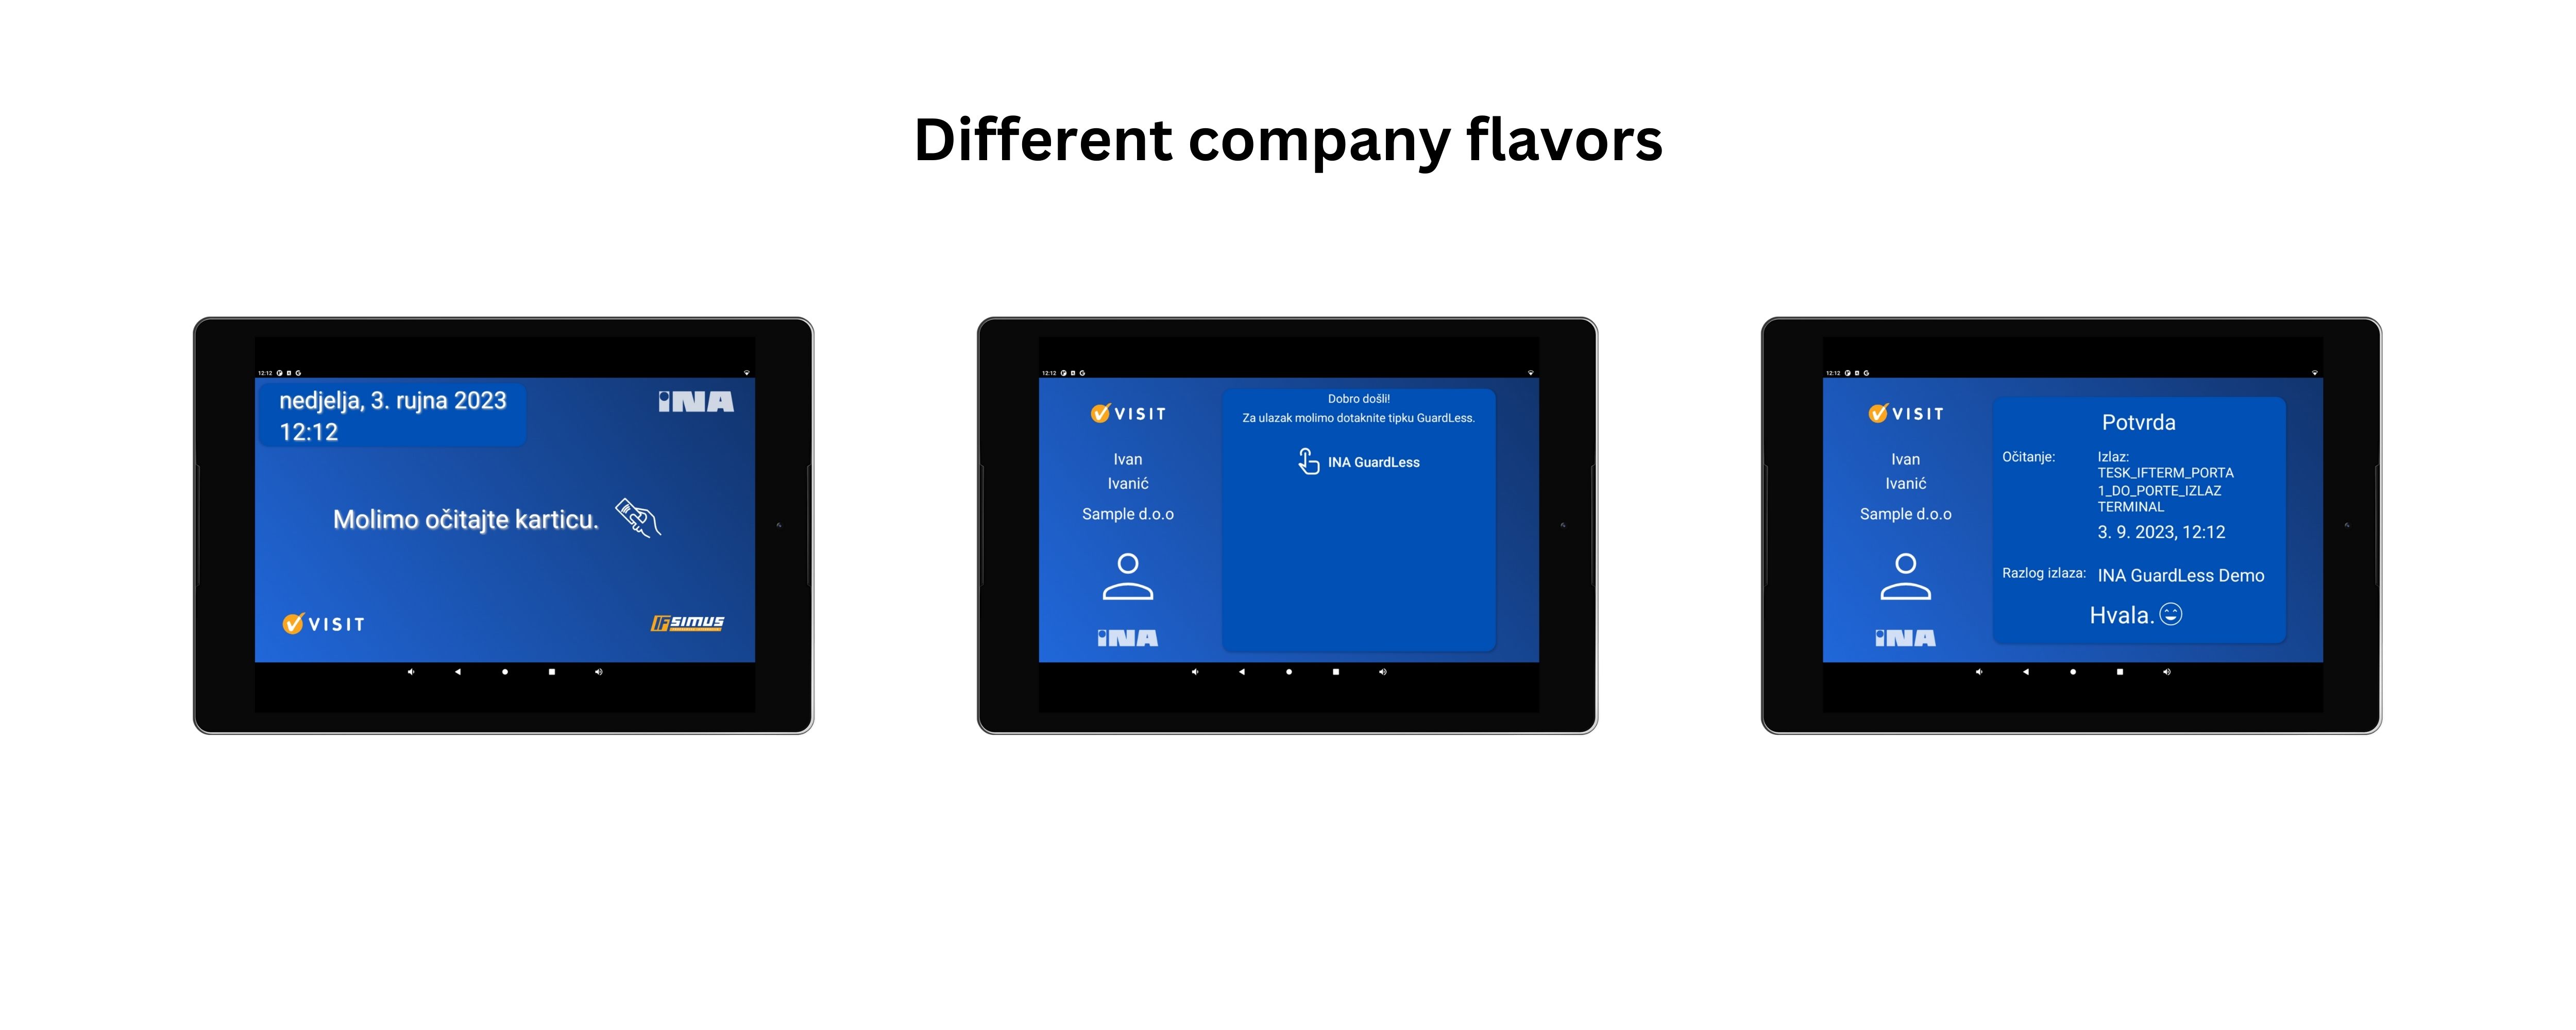 Different company flavors
12:12
nedjelja, 3. rujna 2023
12:12
INA
Molimo očitajte karticu.
VISIT
IF SIMUS
12:12
VISIT
Ivan
Ivanić
Sample d.o.o
INA
Dobro došli!
Za ulazak molimo dotaknite tipku GuardLess.
INA GuardLess
12:12
VISIT
Ivan
Ivanić
Sample d.o.o
INA
Potvrda
Očitanje:
Izlaz:
TESK_IFTERM_PORTA
1_DO_PORTE_IZLAZ
TERMINAL
3. 9. 2023, 12:12
Razlog izlaza: INA GuardLess Demo
Hvala.